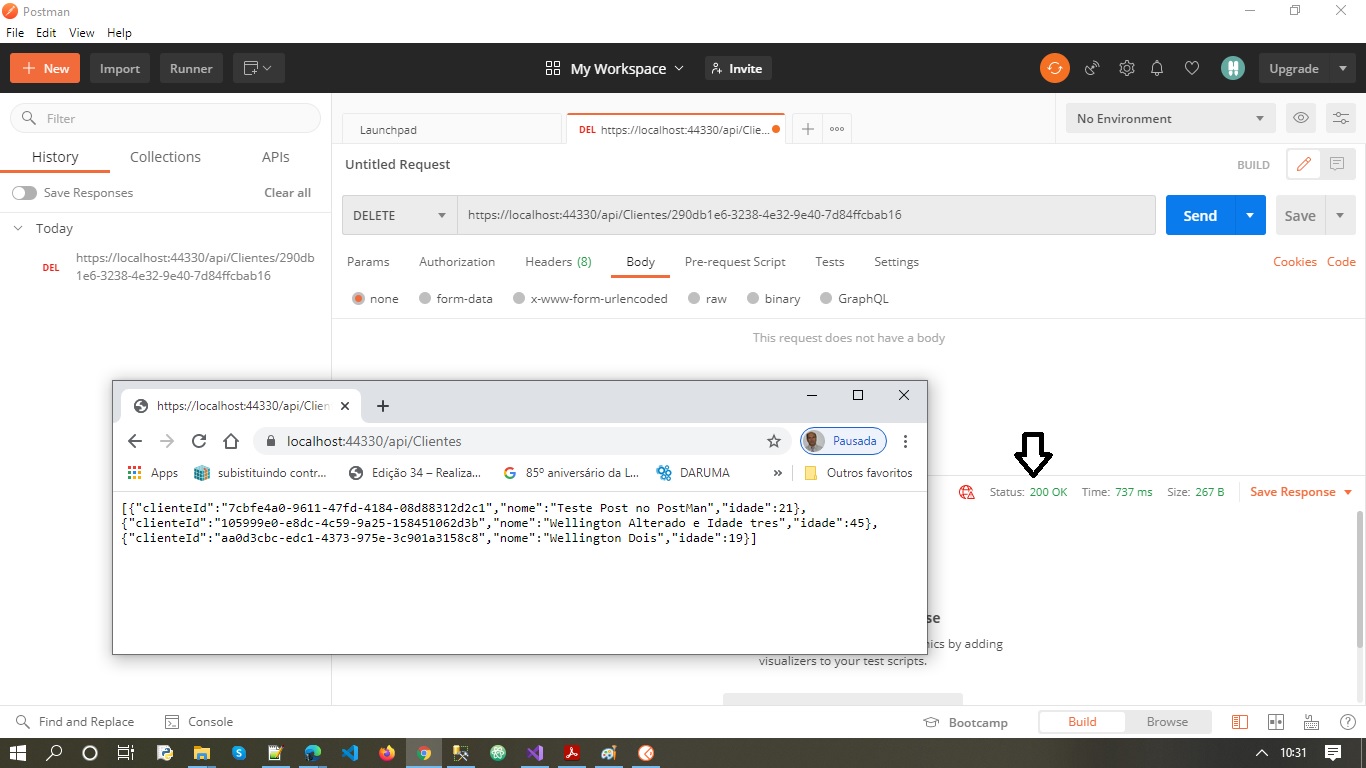 Postman
File Edit View Help
+ New Import Runner My Workspace Invite Upgrade
Filter
History Collections APIs
Save Responses Clear all
Today
DEL https://localhost:44330/api/Clientes/290db
1e6-3238-4e32-9e40-7d84ffcbab16
Launchpad DEL https://localhost:44330/api/Clie... + ooo No Environment
Untitled Request BUILD
DELETE https://localhost:44330/api/Clientes/290db1e6-3238-4e32-9e40-7d84ffcbab16 Send Save
Params Authorization Headers (8) Body Pre-request Script Tests Settings Cookies Code
none form-data x-www-form-urlencoded raw binary GraphQL
This request does not have a body
https://localhost:44330/api/Clien
localhost:44330/api/Clientes Pausada
Apps substituindo contr... Edição 34 – Realiza... 85º aniversário da L... DARUMA » Outros favoritos
[{"clienteId":"7cbfe4a0-9611-47fd-4184-08d88312d2c1","nome":"Teste Post no PostMan","idade":21},
{"clienteId":"105999e0-e8dc-4c59-9a25-158451062d3b","nome":"Wellington Alterado e Idade tres","idade":45},
{"clienteId":"aa0d3cbc-edc1-4373-975e-3c901a3158c8","nome":"Wellington Dois","idade":19}]
Status: 200 OK Time: 737 ms Size: 267 B Save Response
se
nics by adding
visualizers to your test scripts.
Find and Replace Console Bootcamp Build Browse
10:31